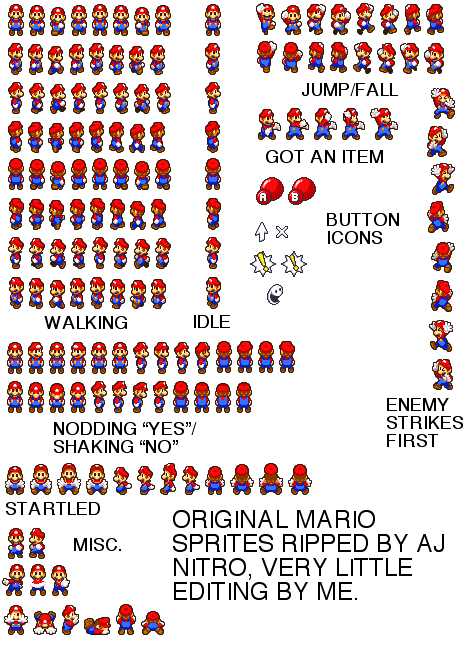 JUMP/FALL
GOT AN ITEM
A B
BUTTON
ICONS
WALKING
IDLE
ENEMY
STRIKES
FIRST
NODDING “YES”/
SHAKING “NO”
STARTLED
MISC.
ORIGINAL MARIO
SPRITES RIPPED BY AJ
NITRO, VERY LITTLE
EDITING BY ME.